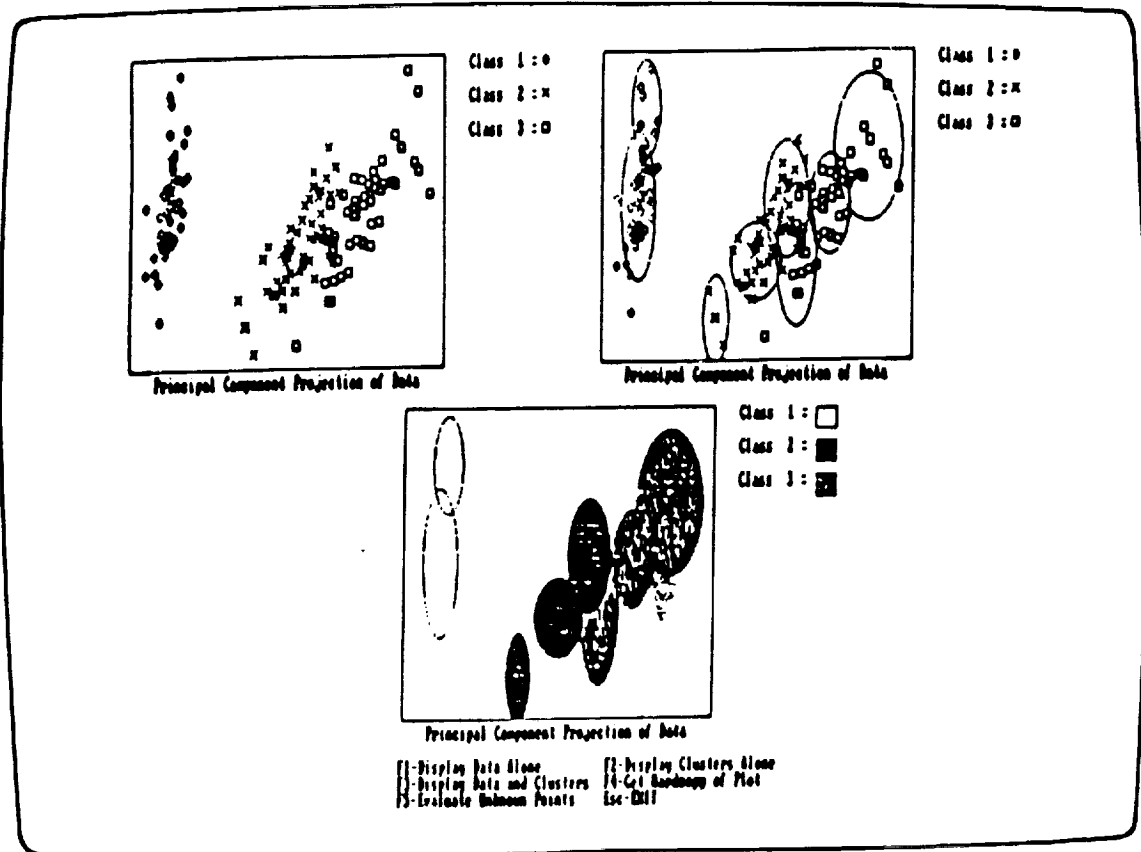 Class 1 : o
Class 2 : x
Class 3 : □
Principal Component Projection of Data
Class 1 : o
Class 2 : x
Class 3 : □
Principal Component Projection of Data
Class 1 :
Class 2 :
Class 3 :
Principal Component Projection of Data
F1-Display Data Alone F2-Display Clusters Alone
F3-Display Data and Clusters F4-Get Hardcopy of Plot
F5-Evaluate Unknown Points Esc-EXIT